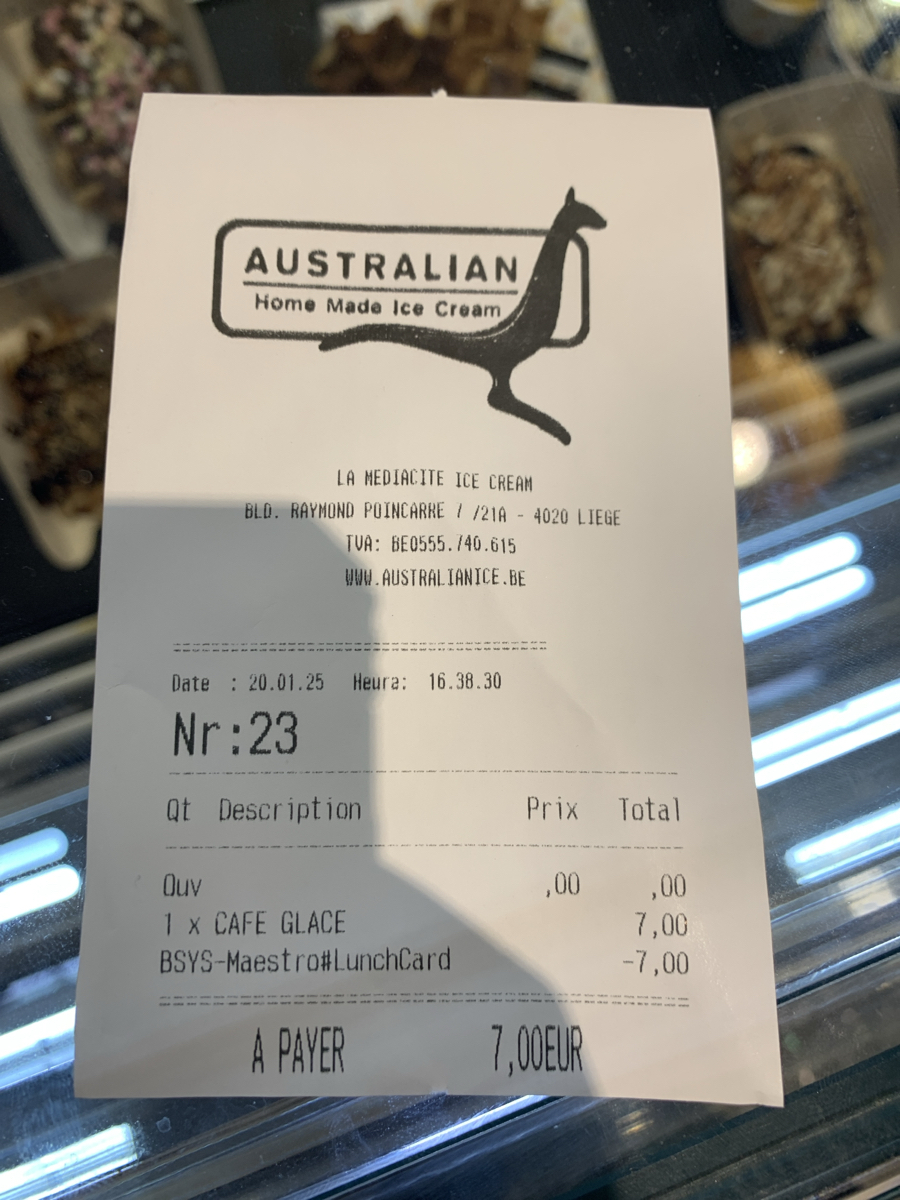 AUSTRALIAN
Home Made Ice Cream
LA MEDIACITE ICE CREAM
BLD. RAYMOND POINCARRE 7 /21A - 4020 LIEGE
TVA: BE0555.740.615
WWW.AUSTRALIANICE.BE
Date : 20.01.25 Heura: 16.38.30
Nr:23
Qt Description Prix Total
Ouv ,00 ,00
1 x CAFE GLACE 7,00
BSYS-Maestro#LunchCard -7,00
A PAYER 7,00EUR